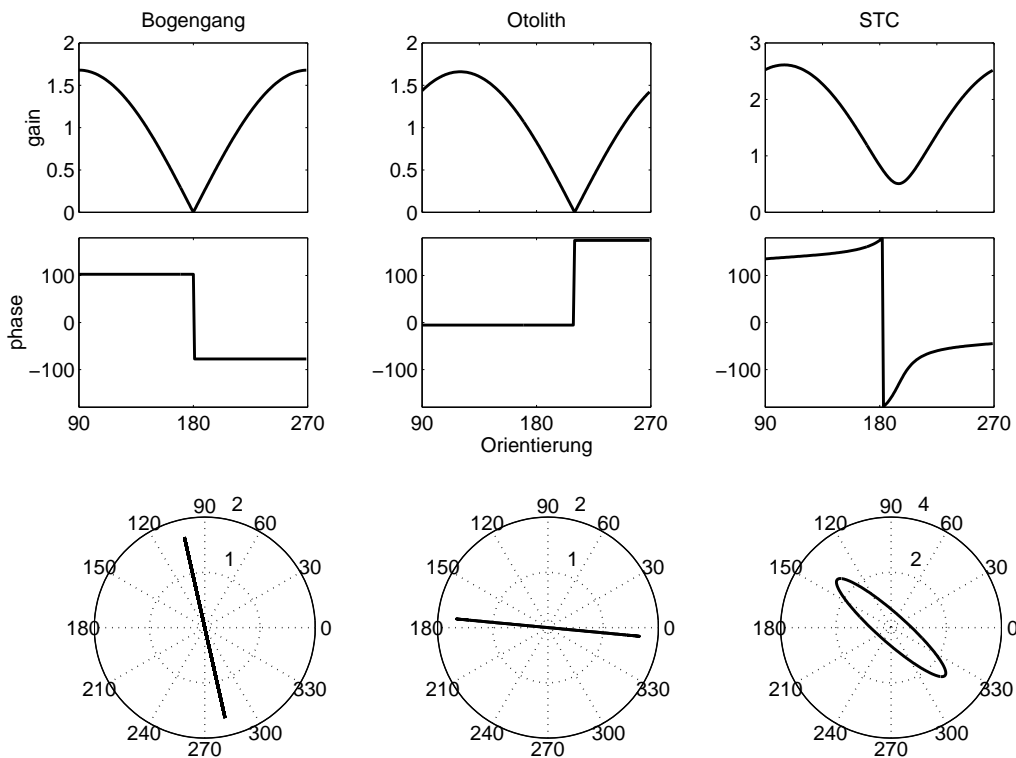 Bogengang Otolith STC
2 2 3
1.5 1.5 2
gain
1 1
0.5 0.5 1
0 0 0
100 100 100
phase
0 0 0
−100 −100 −100
90 180 270 90 180 270 90 180 270
Orientierung
90 2 90 2 90 4
120 60 120 60 120 60
1 1 2
150 30 150 30 150 30
180 0 180 0 180 0
210 330 210 330 210 330
240 300 240 300 240 300
270 270 270